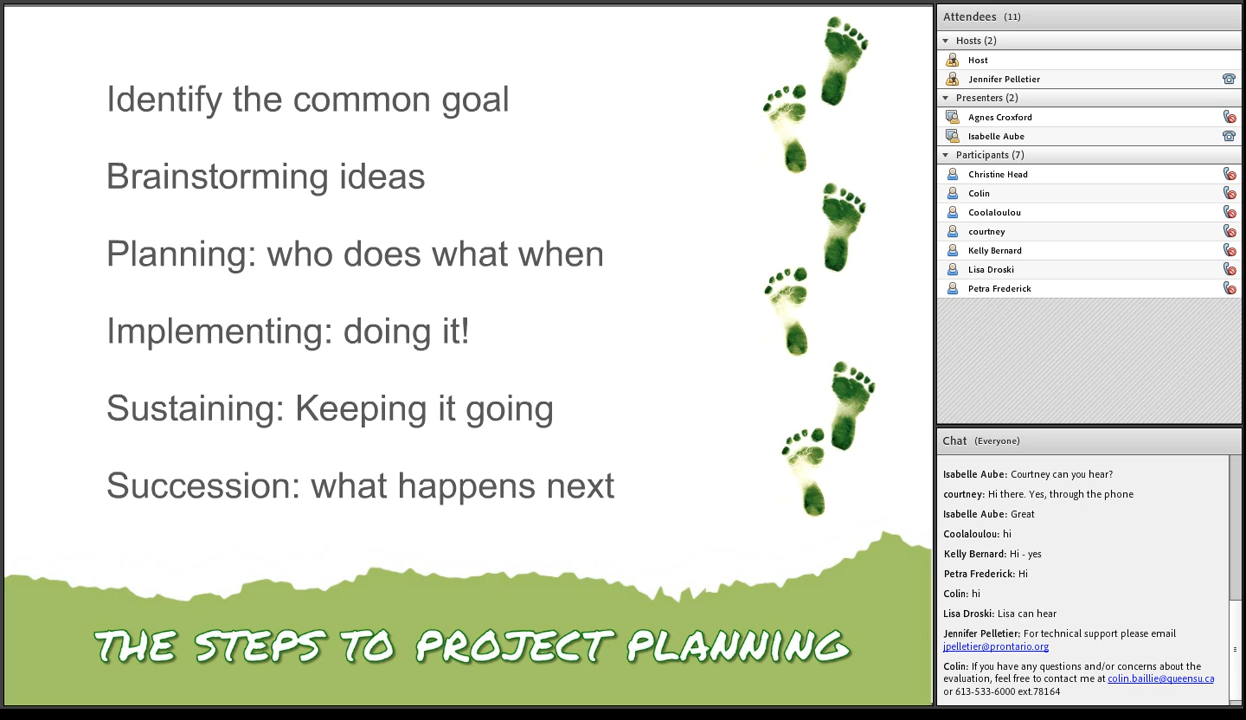 Identify the common goal
Brainstorming ideas
Planning: who does what when
Implementing: doing it!
Sustaining: Keeping it going
Succession: what happens next
THE STEPS TO PROJECT PLANNING
Attendees (11)
Hosts (2)
Host
Jennifer Pelletier
Presenters (2)
Agnes Croxford
Isabelle Aube
Participants (7)
Christine Head
Colin
Coolaloulou
courtney
Kelly Bernard
Lisa Droski
Petra Frederick
Chat (Everyone)
Isabelle Aube: Courtney can you hear?
courtney: Hi there. Yes, through the phone
Isabelle Aube: Great
Coolaloulou: hi
Kelly Bernard: Hi - yes
Petra Frederick: Hi
Colin: hi
Lisa Droski: Lisa can hear
Jennifer Pelletier: For technical support please email
jpelletier@prontario.org
Colin: If you have any questions and/or concerns about the
evaluation, feel free to contact me at colin.baillie@queensu.ca
or 613-533-6000 ext.78164